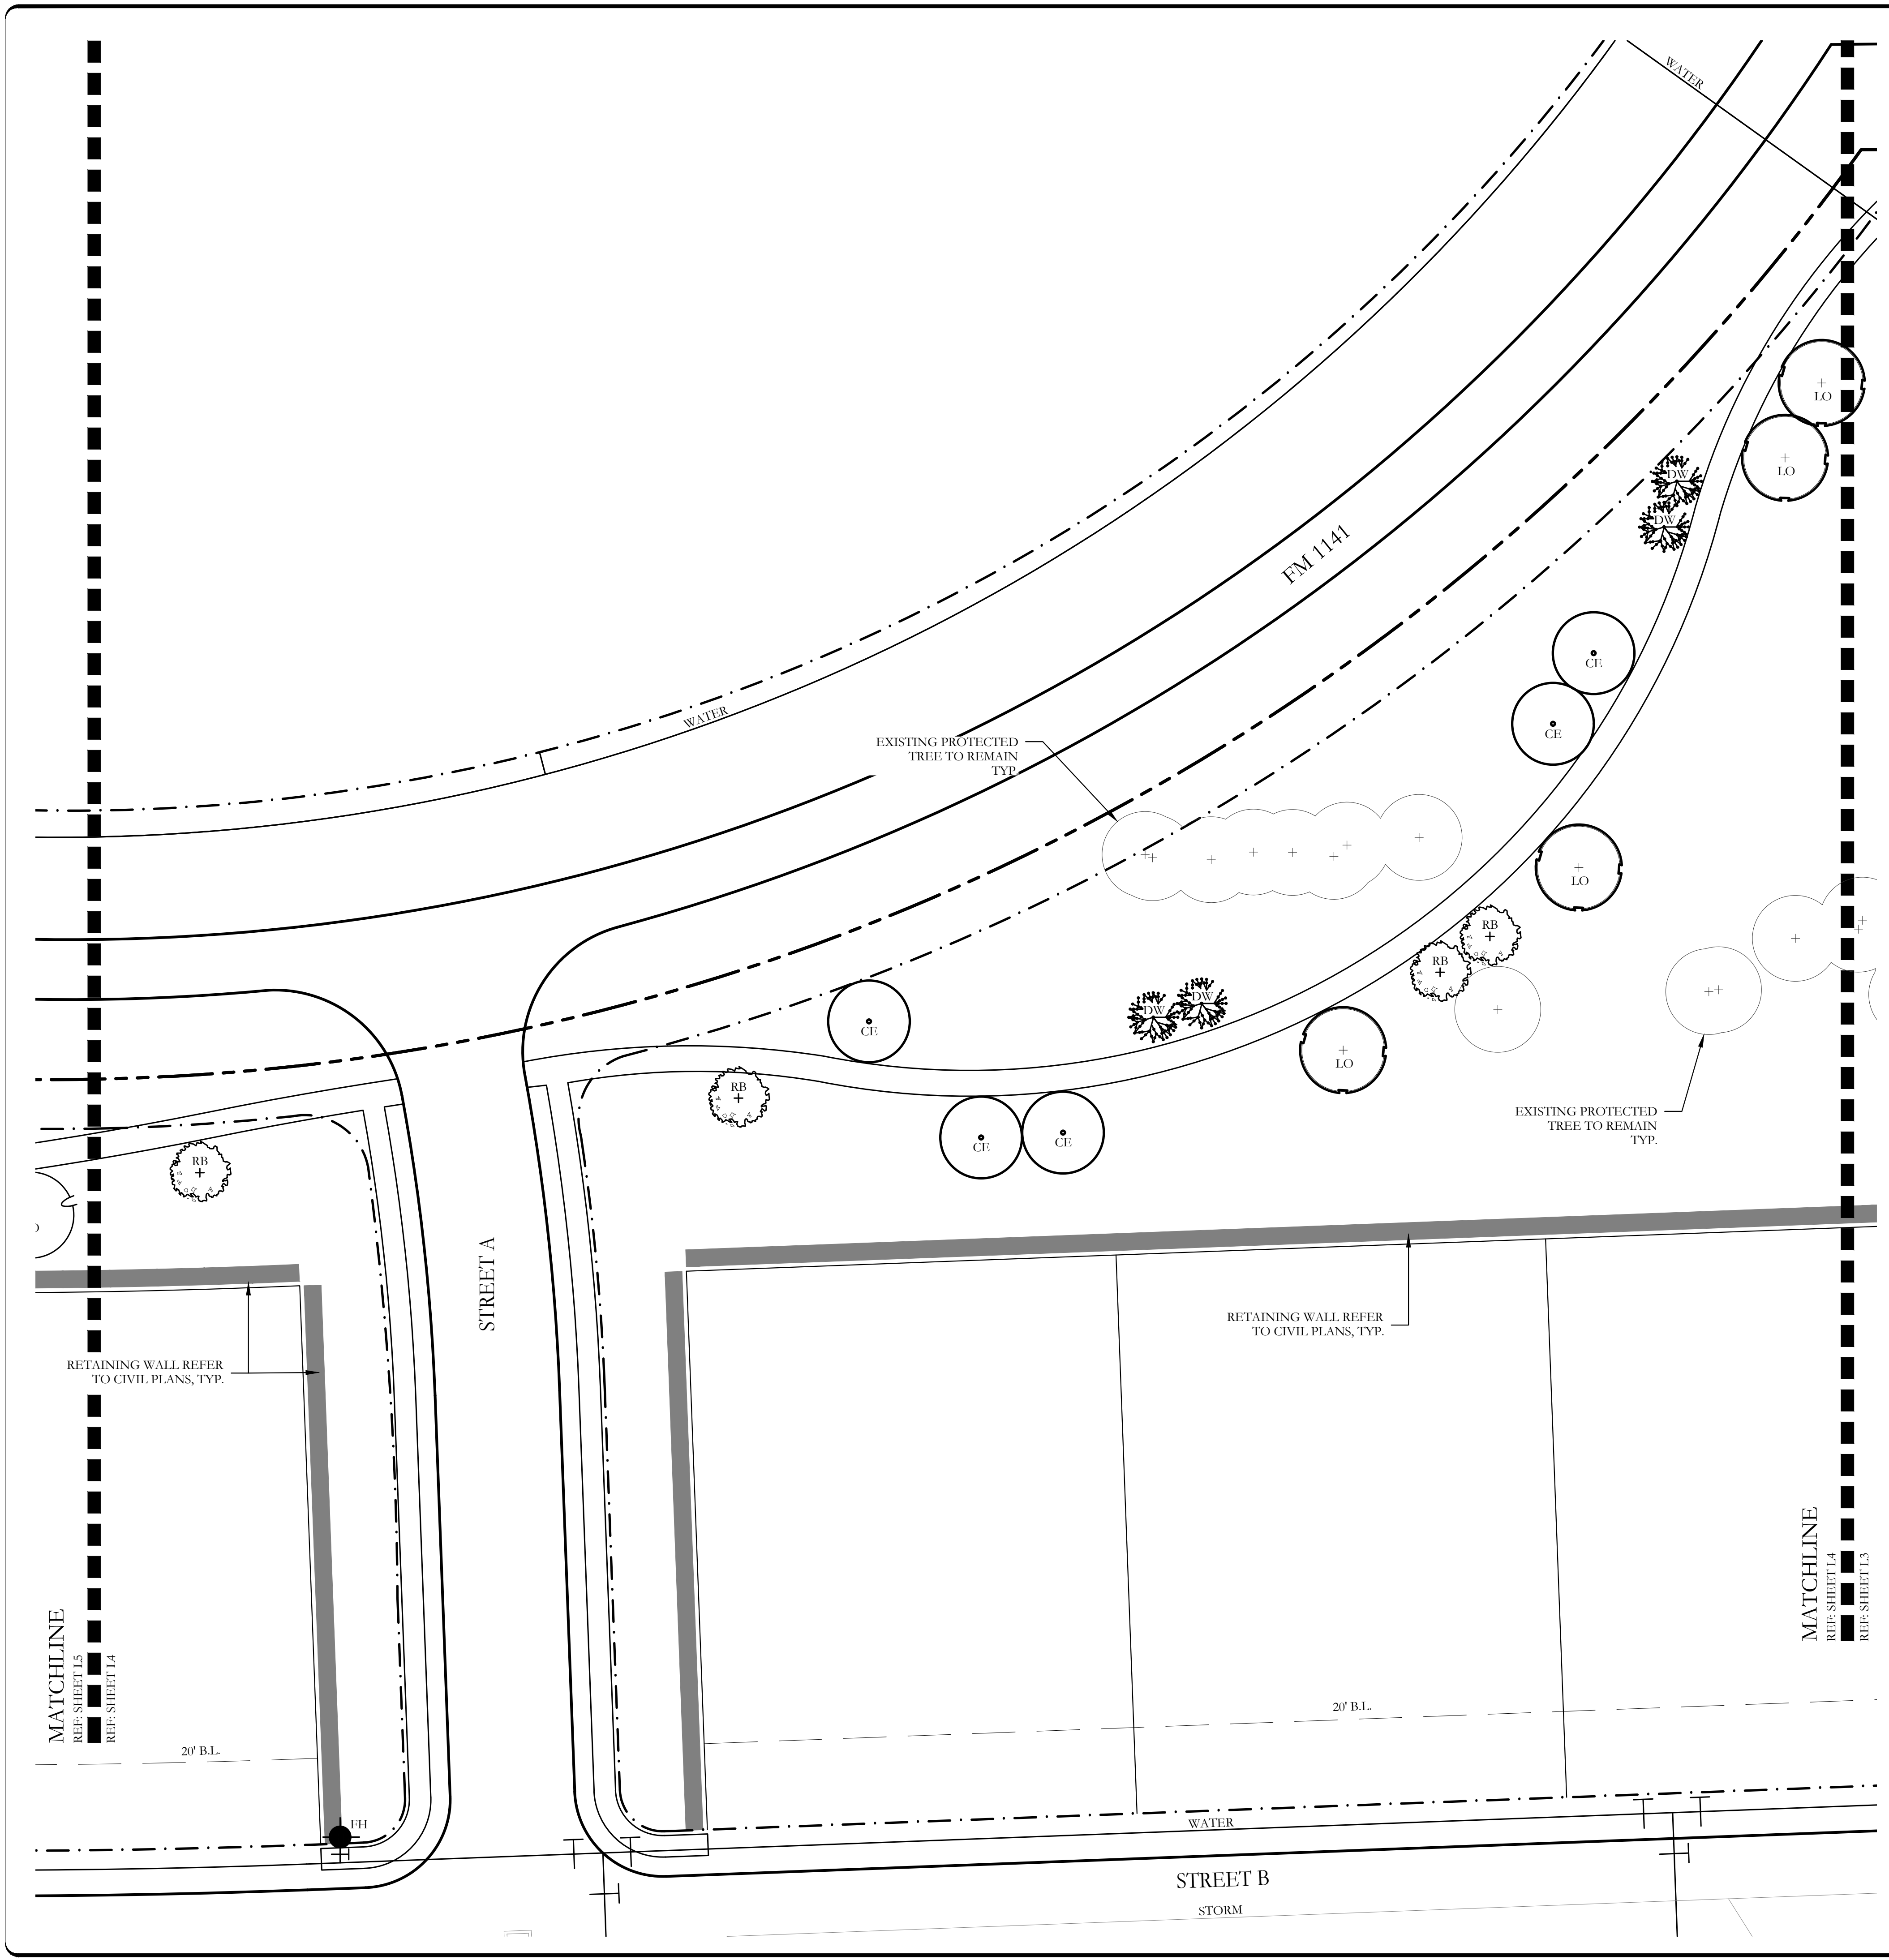 WATER
LO
LO
DW
DW
FM 1141
CE
CE
WATER
EXISTING PROTECTED
TREE TO REMAIN
TYP.
LO
RB
RB
DW
DW
CE
LO
RB
CE
CE
EXISTING PROTECTED
TREE TO REMAIN
TYP.
RB
STREET A
RETAINING WALL REFER
TO CIVIL PLANS, TYP.
RETAINING WALL REFER
TO CIVIL PLANS, TYP.
MATCHLINE
REF: SHEET L5
REF: SHEET L4
MATCHLINE
REF: SHEET L4
REF: SHEET L3
20' B.L.
20' B.L.
FH
WATER
STREET B
STORM